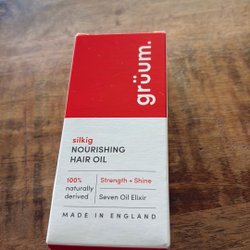 grüum.
silkig
NOURISHING
HAIR OIL
100%
naturally
derived
Strength + Shine
Seven Oil Elixir
MADE IN ENGLAND